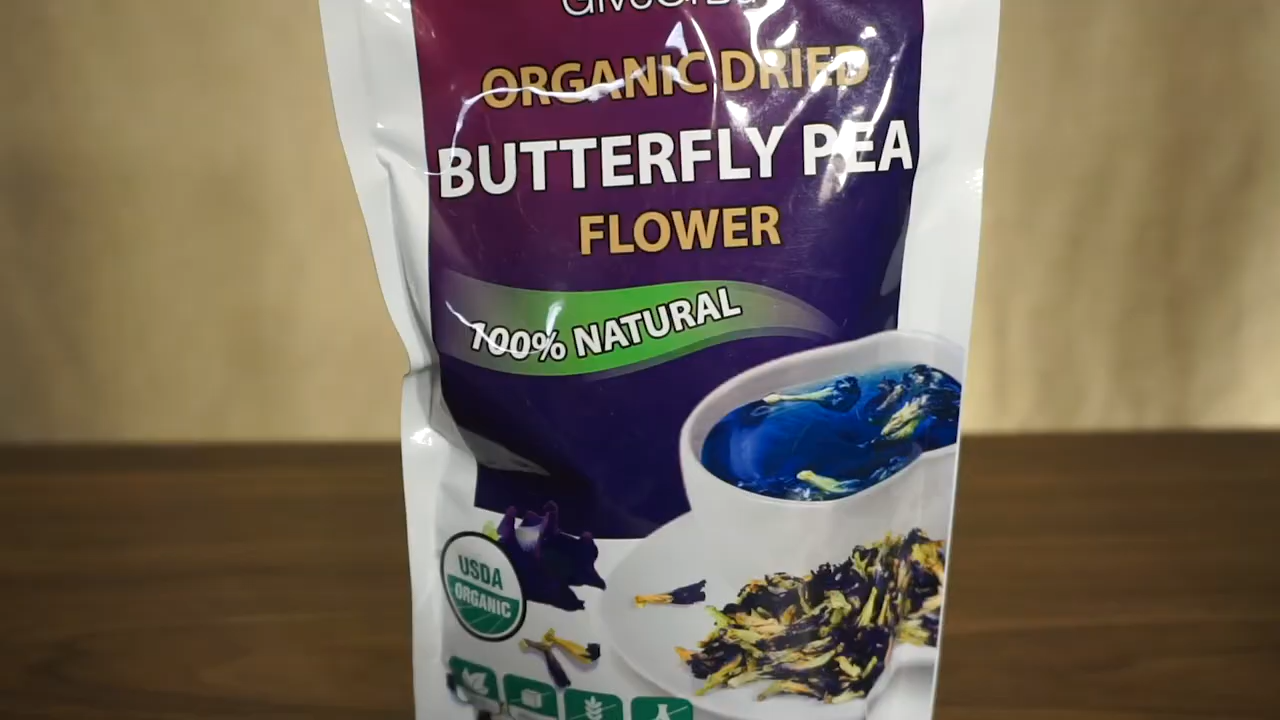 ORGANIC DRIED
BUTTERFLY PEA
FLOWER
100% NATURAL
USDA
ORGANIC